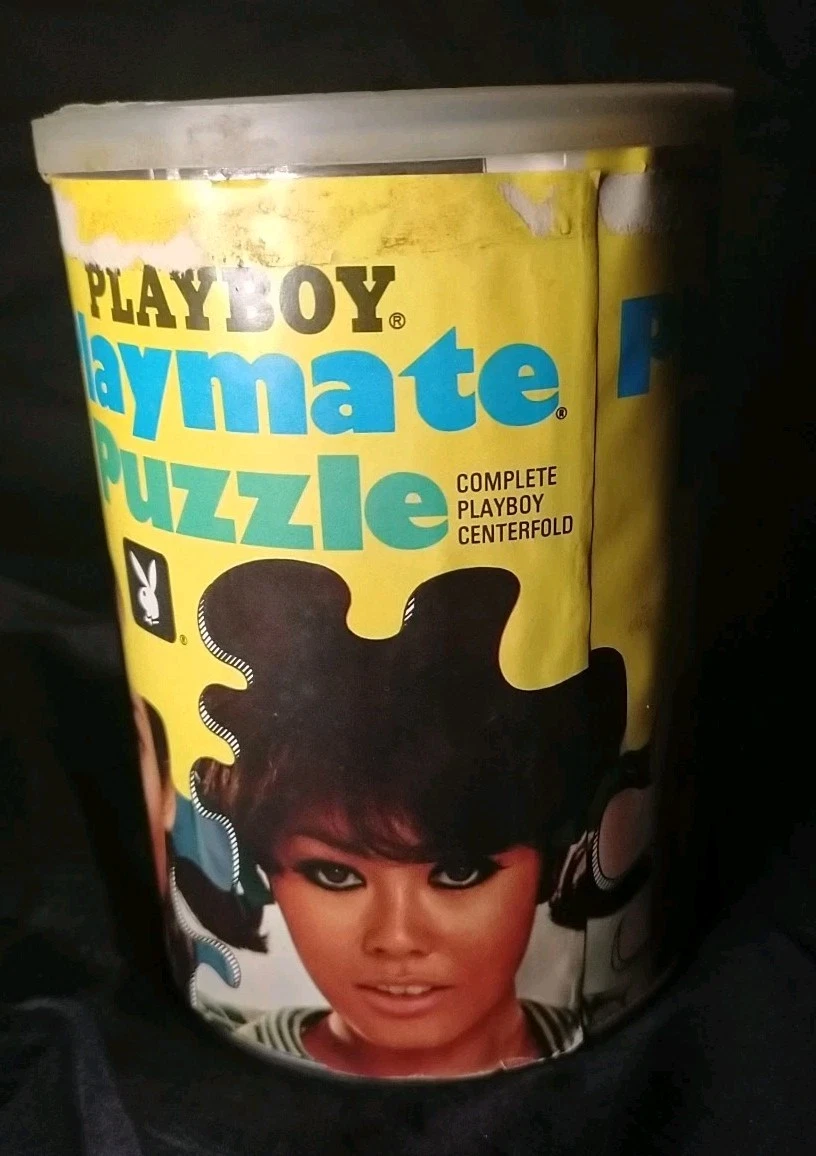 PLAYBOY®
laymate®
Puzzle
COMPLETE
PLAYBOY
CENTERFOLD
®
P